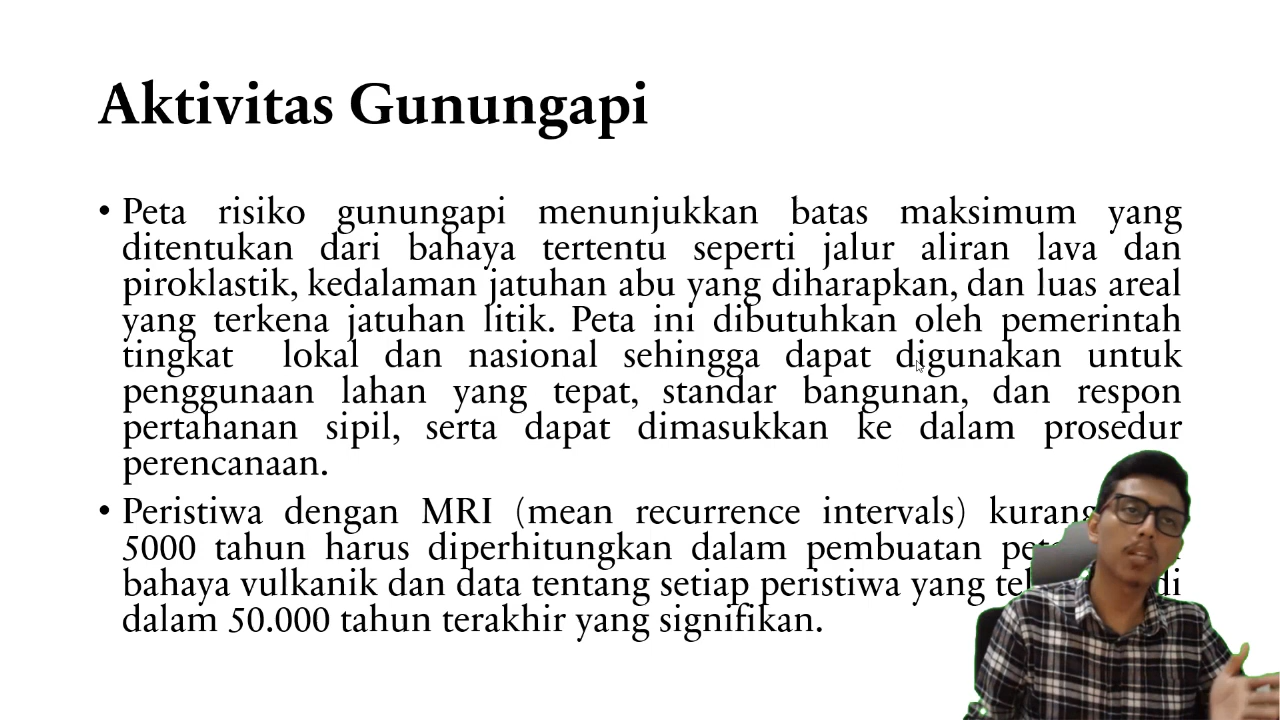 Aktivitas Gunungapi
• Peta risiko gunungapi menunjukkan batas maksimum yang
ditentukan dari bahaya tertentu seperti jalur aliran lava dan
piroklastik, kedalaman jatuhan abu yang diharapkan, dan luas areal
yang terkena jatuhan litik. Peta ini dibutuhkan oleh pemerintah
tingkat lokal dan nasional sehingga dapat digunakan untuk
penggunaan lahan yang tepat, standar bangunan, dan respon
pertahanan sipil, serta dapat dimasukkan ke dalam prosedur
perencanaan.
• Peristiwa dengan MRI (mean recurrence intervals) kurang
5000 tahun harus diperhitungkan dalam pembuatan
bahaya vulkanik dan data tentang setiap peristiwa yang
dalam 50.000 tahun terakhir yang signifikan.